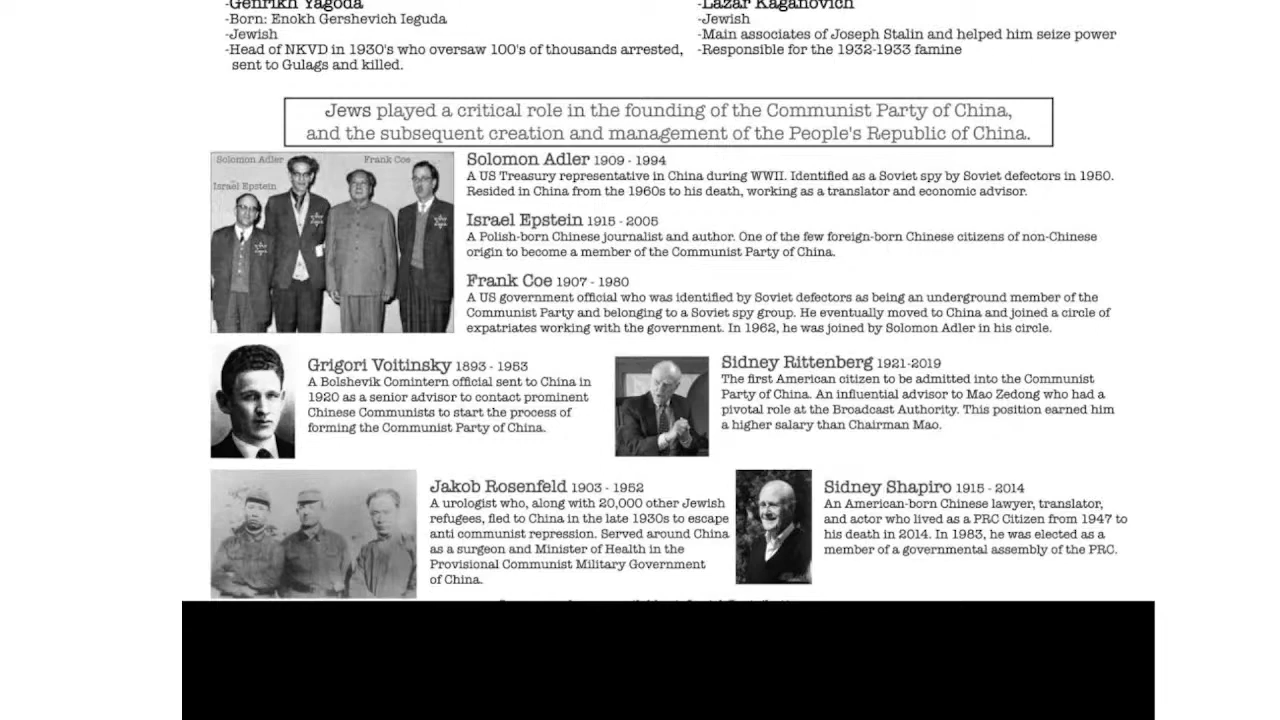 -Genrikh Yagoda
-Born: Enokh Gershevich Ieguda
-Jewish
-Head of NKVD in 1930's who oversaw 100's of thousands arrested,
sent to Gulags and killed.
-Lazar Kaganovich
-Jewish
-Main associates of Joseph Stalin and helped him seize power
-Responsible for the 1932-1933 famine
Jews played a critical role in the founding of the Communist Party of China,
and the subsequent creation and management of the People's Republic of China.
Solomon Adler
Frank Coe
Israel Epstein
Solomon Adler 1909 - 1994
A US Treasury representative in China during WWII. Identified as a Soviet spy by Soviet defectors in 1950.
Resided in China from the 1960s to his death, working as a translator and economic advisor.
Israel Epstein 1915 - 2005
A Polish-born Chinese journalist and author. One of the few foreign-born Chinese citizens of non-Chinese
origin to become a member of the Communist Party of China.
Frank Coe 1907 - 1980
A US government official who was identified by Soviet defectors as being an underground member of the
Communist Party and belonging to a Soviet spy group. He eventually moved to China and joined a circle of
expatriates working with the government. In 1962, he was joined by Solomon Adler in his circle.
Grigori Voitinsky 1893 - 1953
A Bolshevik Comintern official sent to China in
1920 as a senior advisor to contact prominent
Chinese Communists to start the process of
forming the Communist Party of China.
Sidney Rittenberg 1921-2019
The first American citizen to be admitted into the Communist
Party of China. An influential advisor to Mao Zedong who had a
pivotal role at the Broadcast Authority. This position earned him
a higher salary than Chairman Mao.
Jakob Rosenfeld 1903 - 1952
A urologist who, along with 20,000 other Jewish
refugees, fled to China in the late 1930s to escape
anti communist repression. Served around China
as a surgeon and Minister of Health in the
Provisional Communist Military Government
of China.
Sidney Shapiro 1915 - 2014
An American-born Chinese lawyer, translator,
and actor who lived as a PRC Citizen from 1947 to
his death in 2014. In 1983, he was elected as a
member of a governmental assembly of the PRC.